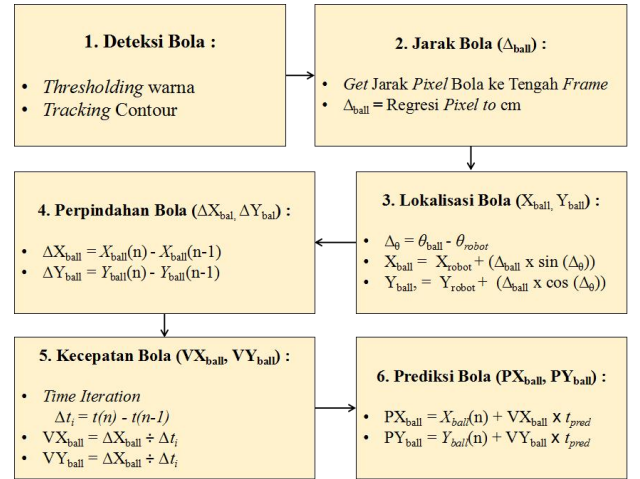 1. Deteksi Bola :
• Thresholding warna
• Tracking Contour
2. Jarak Bola (Δball) :
• Get Jarak Pixel Bola ke Tengah Frame
• Δball = Regresi Pixel to cm
3. Lokalisasi Bola (Xball, Yball) :
• Δθ = θball - θrobot
• Xball = Xrobot + (Δball x sin (Δθ))
• Yball, = Yrobot + (Δball x cos (Δθ))
4. Perpindahan Bola (ΔXbal, ΔYbal) :
• ΔXball = Xball(n) - Xball(n-1)
• ΔYball = Yball(n) - Yball(n-1)
5. Kecepatan Bola (VXball, VYball) :
• Time Iteration
Δti = t(n) - t(n-1)
• VXball = ΔXball ÷ Δti
• VYball = ΔXball ÷ Δti
6. Prediksi Bola (PXball, PYball) :
• PXball = Xball(n) + VXball x tpred
• PYball = Yball(n) + VYball x tpred